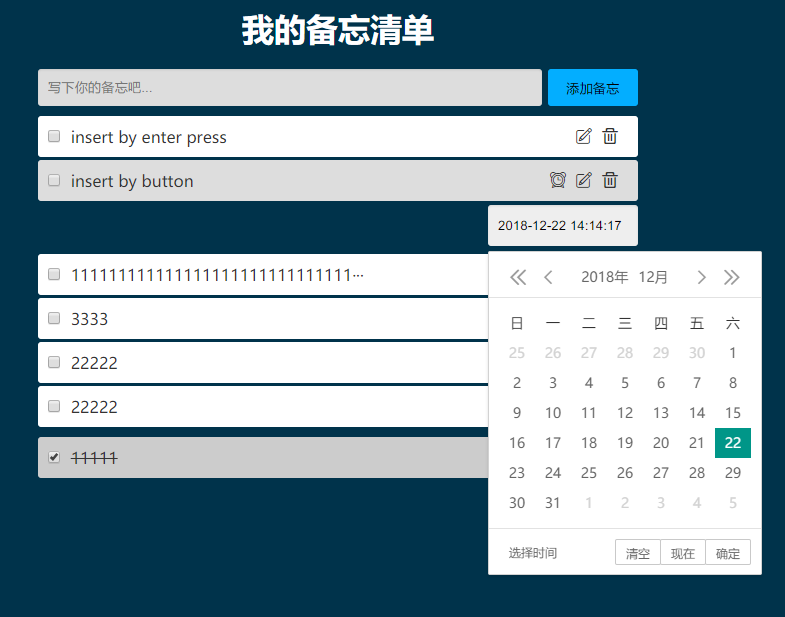 我的备忘清单
写下你的备忘吧... 添加备忘
insert by enter press
insert by button
2018-12-22 14:14:17
1111111111111111111111111111111···
3333
22222
22222
11111
2018年 12月
日 一 二 三 四 五 六
25 26 27 28 29 30 1
2 3 4 5 6 7 8
9 10 11 12 13 14 15
16 17 18 19 20 21 22
23 24 25 26 27 28 29
30 31 1 2 3 4 5
选择时间 清空 现在 确定